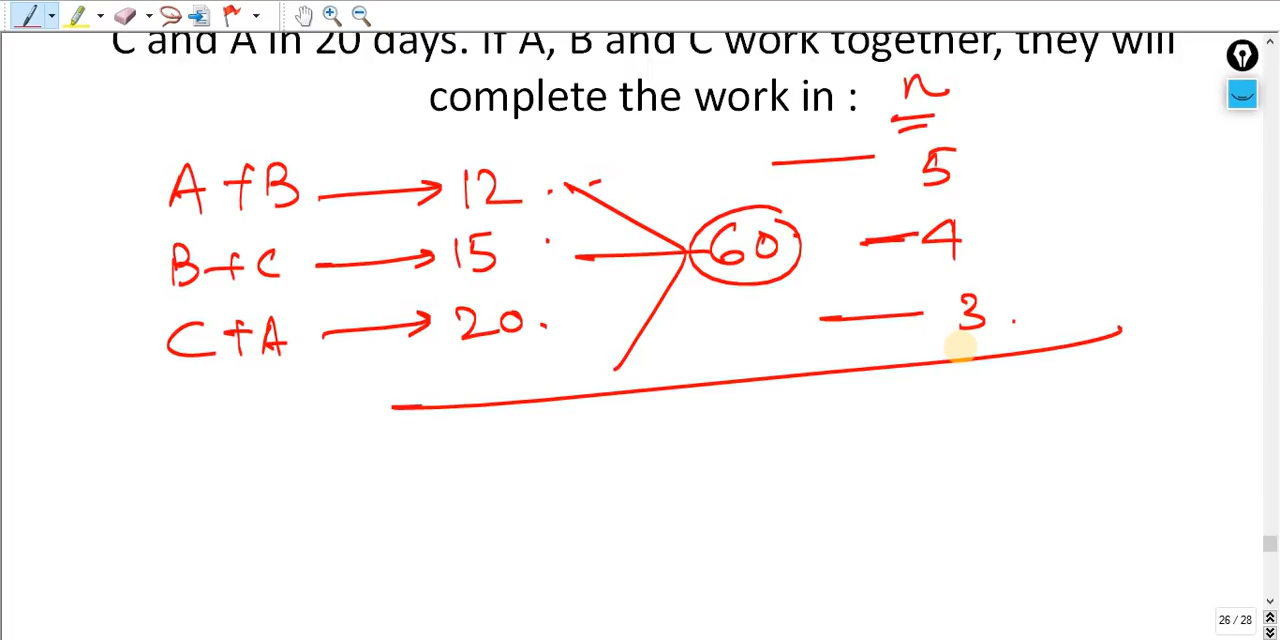 C and A in 20 days. If A, B and C work together, they will
complete the work in :
n
A + B → 12
5
B + C → 15
60
4
C + A → 20
3
26 / 28